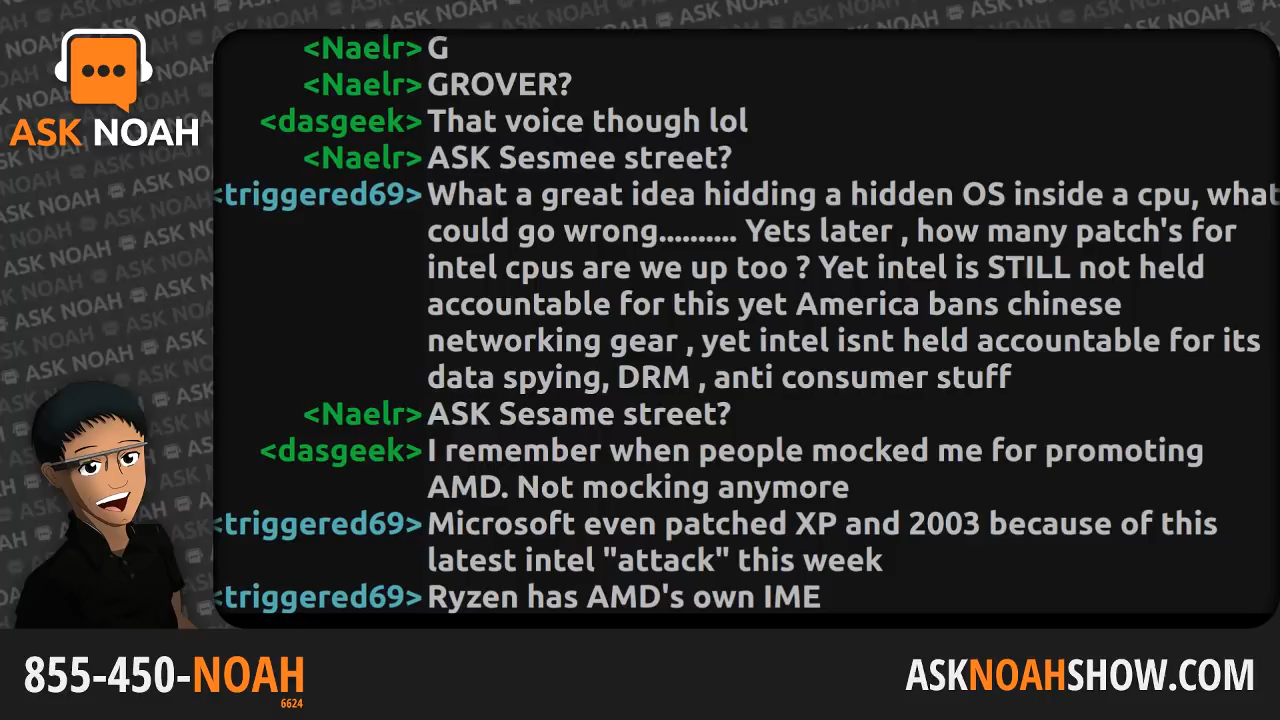 ASK NOAH
<Naelr> G
<Naelr> GROVER?
<dasgeek> That voice though lol
<Naelr> ASK Sesmee street?
<triggered69> What a great idea hidding a hidden OS inside a cpu, what
could go wrong.......... Yets later , how many patch's for
intel cpus are we up too ? Yet intel is STILL not held
accountable for this yet America bans chinese
networking gear , yet intel isnt held accountable for its
data spying, DRM , anti consumer stuff
<Naelr> ASK Sesame street?
<dasgeek> I remember when people mocked me for promoting
AMD. Not mocking anymore
<triggered69> Microsoft even patched XP and 2003 because of this
latest intel "attack" this week
<triggered69> Ryzen has AMD's own IME
855-450-NOAH
6624
ASKNOAHSHOW.COM